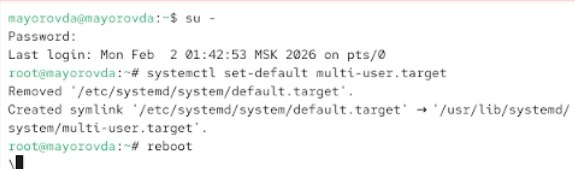 mayorovda@mayorovda:~$ su -
Password:
Last login: Mon Feb  2 01:42:53 MSK 2026 on pts/0
root@mayorovda:~# systemctl set-default multi-user.target
Removed '/etc/systemd/system/default.target'.
Created symlink '/etc/systemd/system/default.target' → '/usr/lib/systemd/
system/multi-user.target'.
root@mayorovda:~# reboot
\